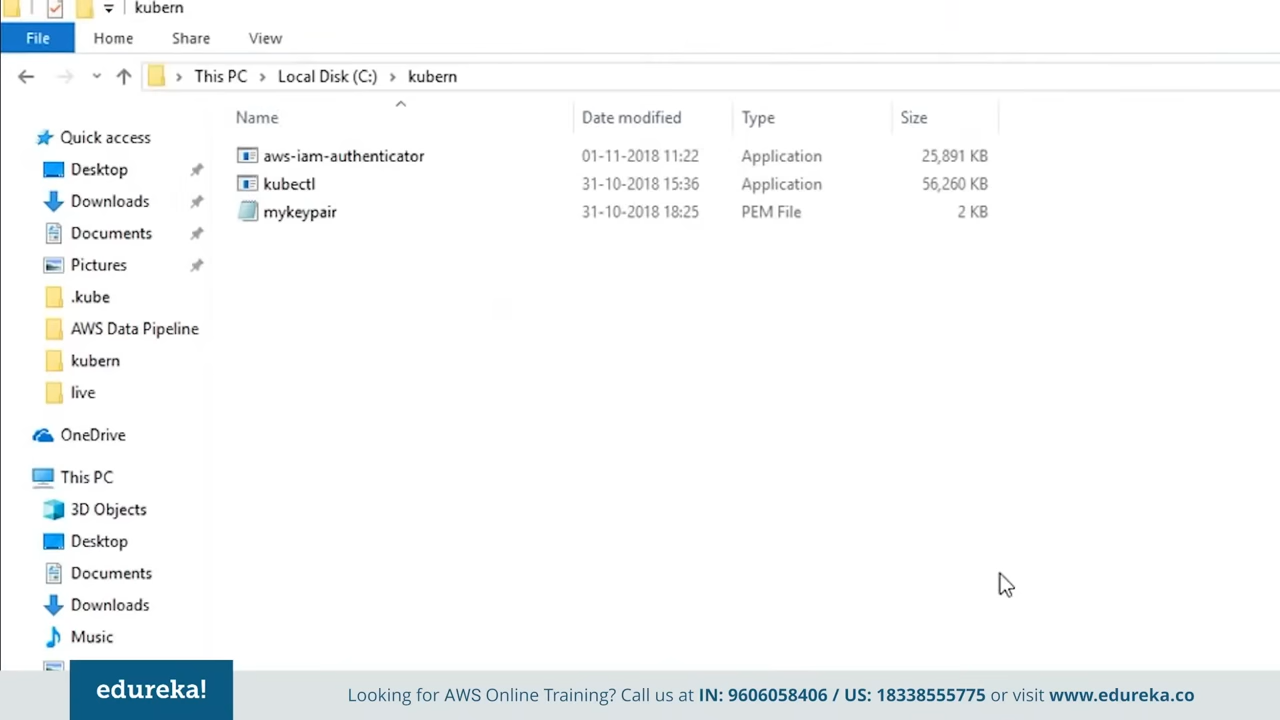 kubern
File Home Share View
This PC Local Disk (C:) kubern
Name Date modified Type Size
Quick access
aws-iam-authenticator 01-11-2018 11:22 Application 25,891 KB
Desktop
kubectl 31-10-2018 15:36 Application 56,260 KB
Downloads
mykeypair 31-10-2018 18:25 PEM File 2 KB
Documents
Pictures
.kube
AWS Data Pipeline
kubern
live
OneDrive
This PC
3D Objects
Desktop
Documents
Downloads
Music
edureka!
Looking for AWS Online Training? Call us at IN: 9606058406 / US: 18338555775 or visit www.edureka.co